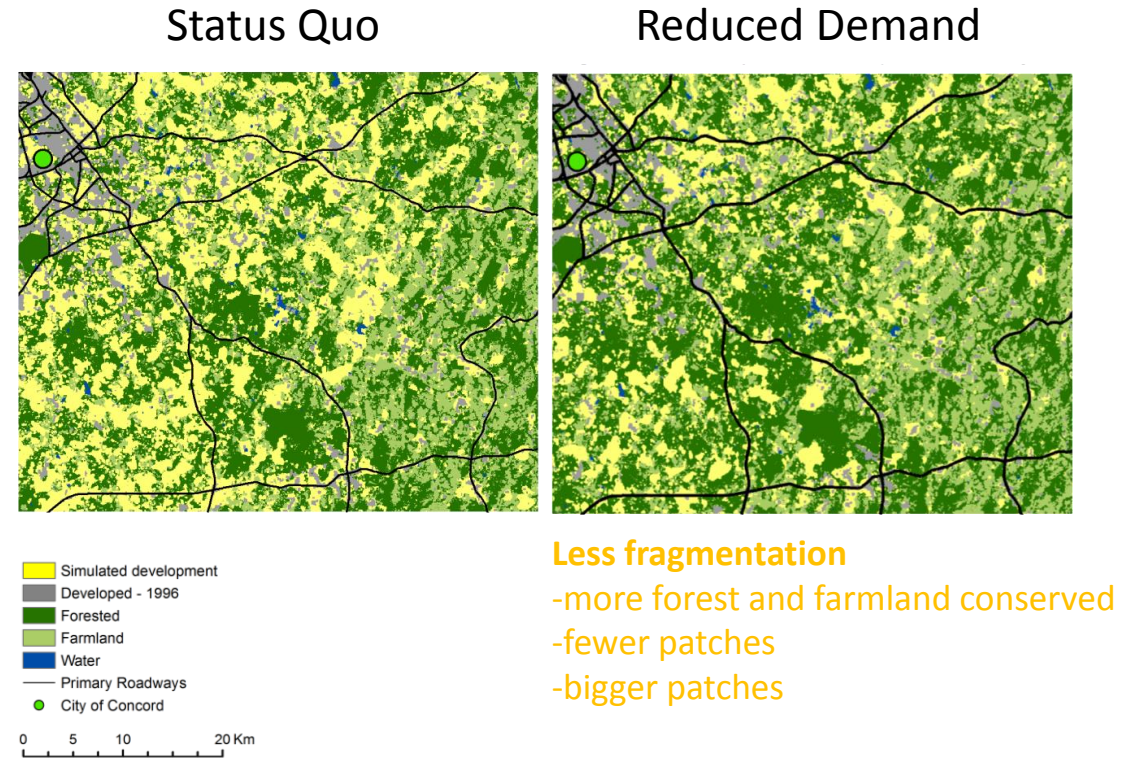 Status Quo
Reduced Demand
Simulated development
Developed - 1996
Forested
Farmland
Water
Primary Roadways
City of Concord
0 5 10 20 Km
Less fragmentation
-more forest and farmland conserved
-fewer patches
-bigger patches